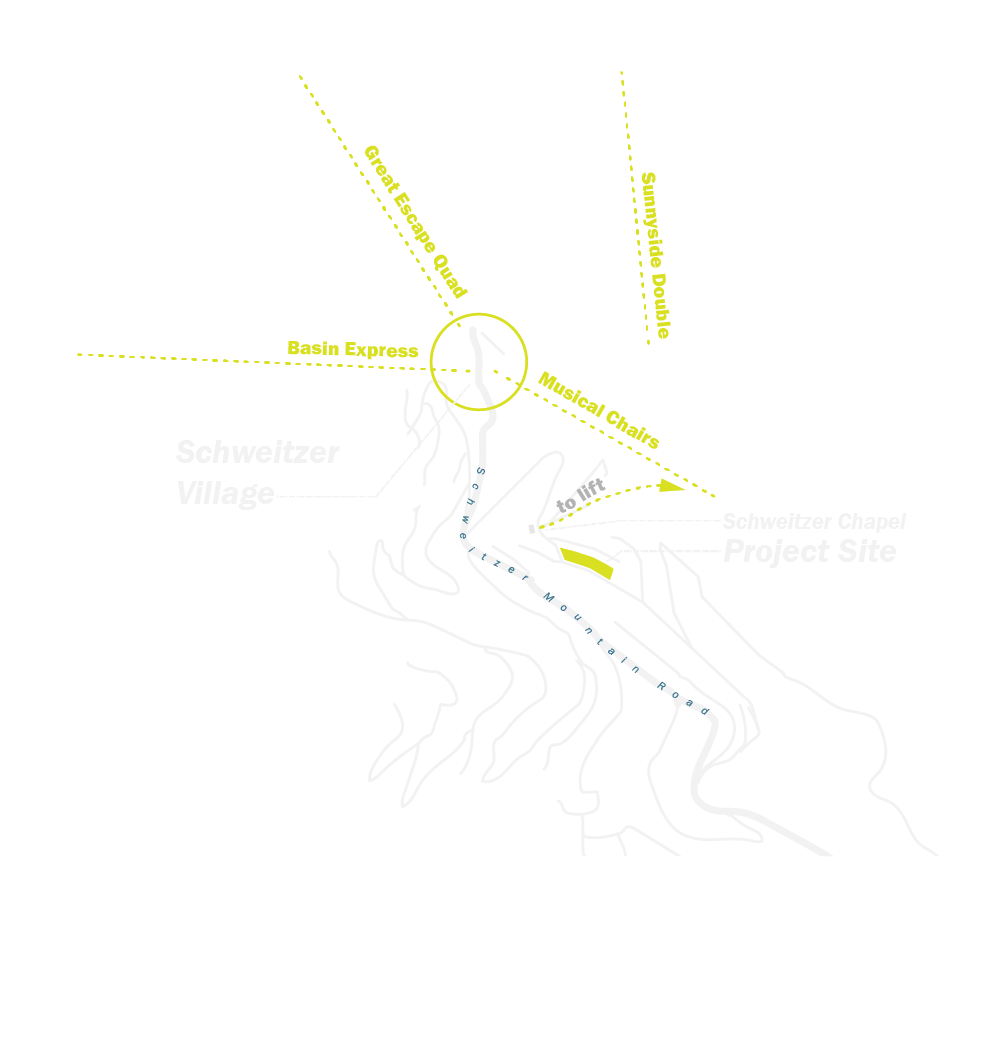 Great Escape Quad
Sunnyside Double
Basin Express
Musical Chairs
Schweitzer
Village
to lift
Schweitzer Chapel
Project Site
Schweitzer Mountain Road